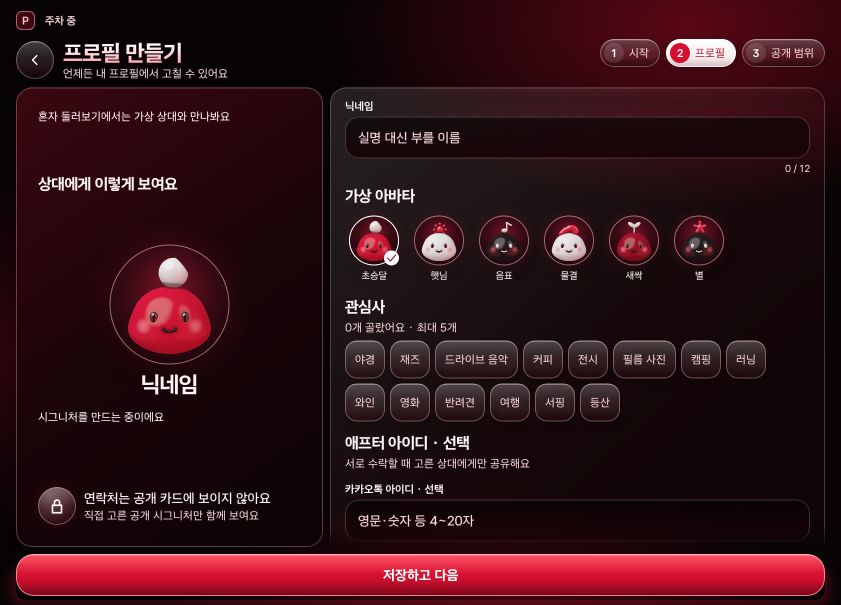 P 주차 중
프로필 만들기
언제든 내 프로필에서 고칠 수 있어요
1 시작 2 프로필 3 공개 범위
혼자 둘러보기에서는 가상 상대와 만나봐요
상대에게 이렇게 보여요
닉네임
시그니처를 만드는 중이에요
연락처는 공개 카드에 보이지 않아요
직접 고른 공개 시그니처만 함께 보여요
닉네임
실명 대신 부를 이름
0 / 12
가상 아바타
초승달 햇님 음표 물결 새싹 별
관심사
0개 골랐어요 · 최대 5개
야경 재즈 드라이브 음악 커피 전시 필름 사진 캠핑 러닝
와인 영화 반려견 여행 서핑 등산
애프터 아이디 · 선택
서로 수락할 때 고른 상대에게만 공유해요
카카오톡 아이디 · 선택
영문·숫자 등 4~20자
저장하고 다음